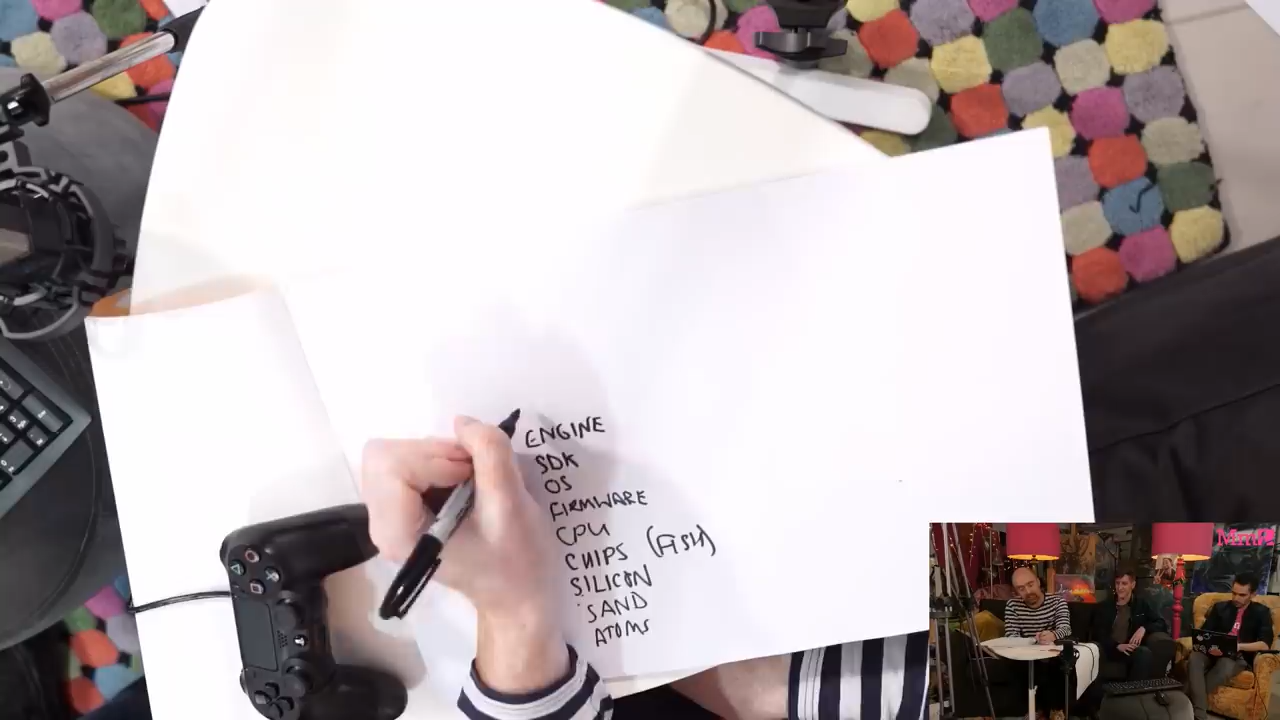 ENGINE
SDK
OS
FIRMWARE
CPU
CHIPS (FISH)
SILICON
SAND
ATOMS